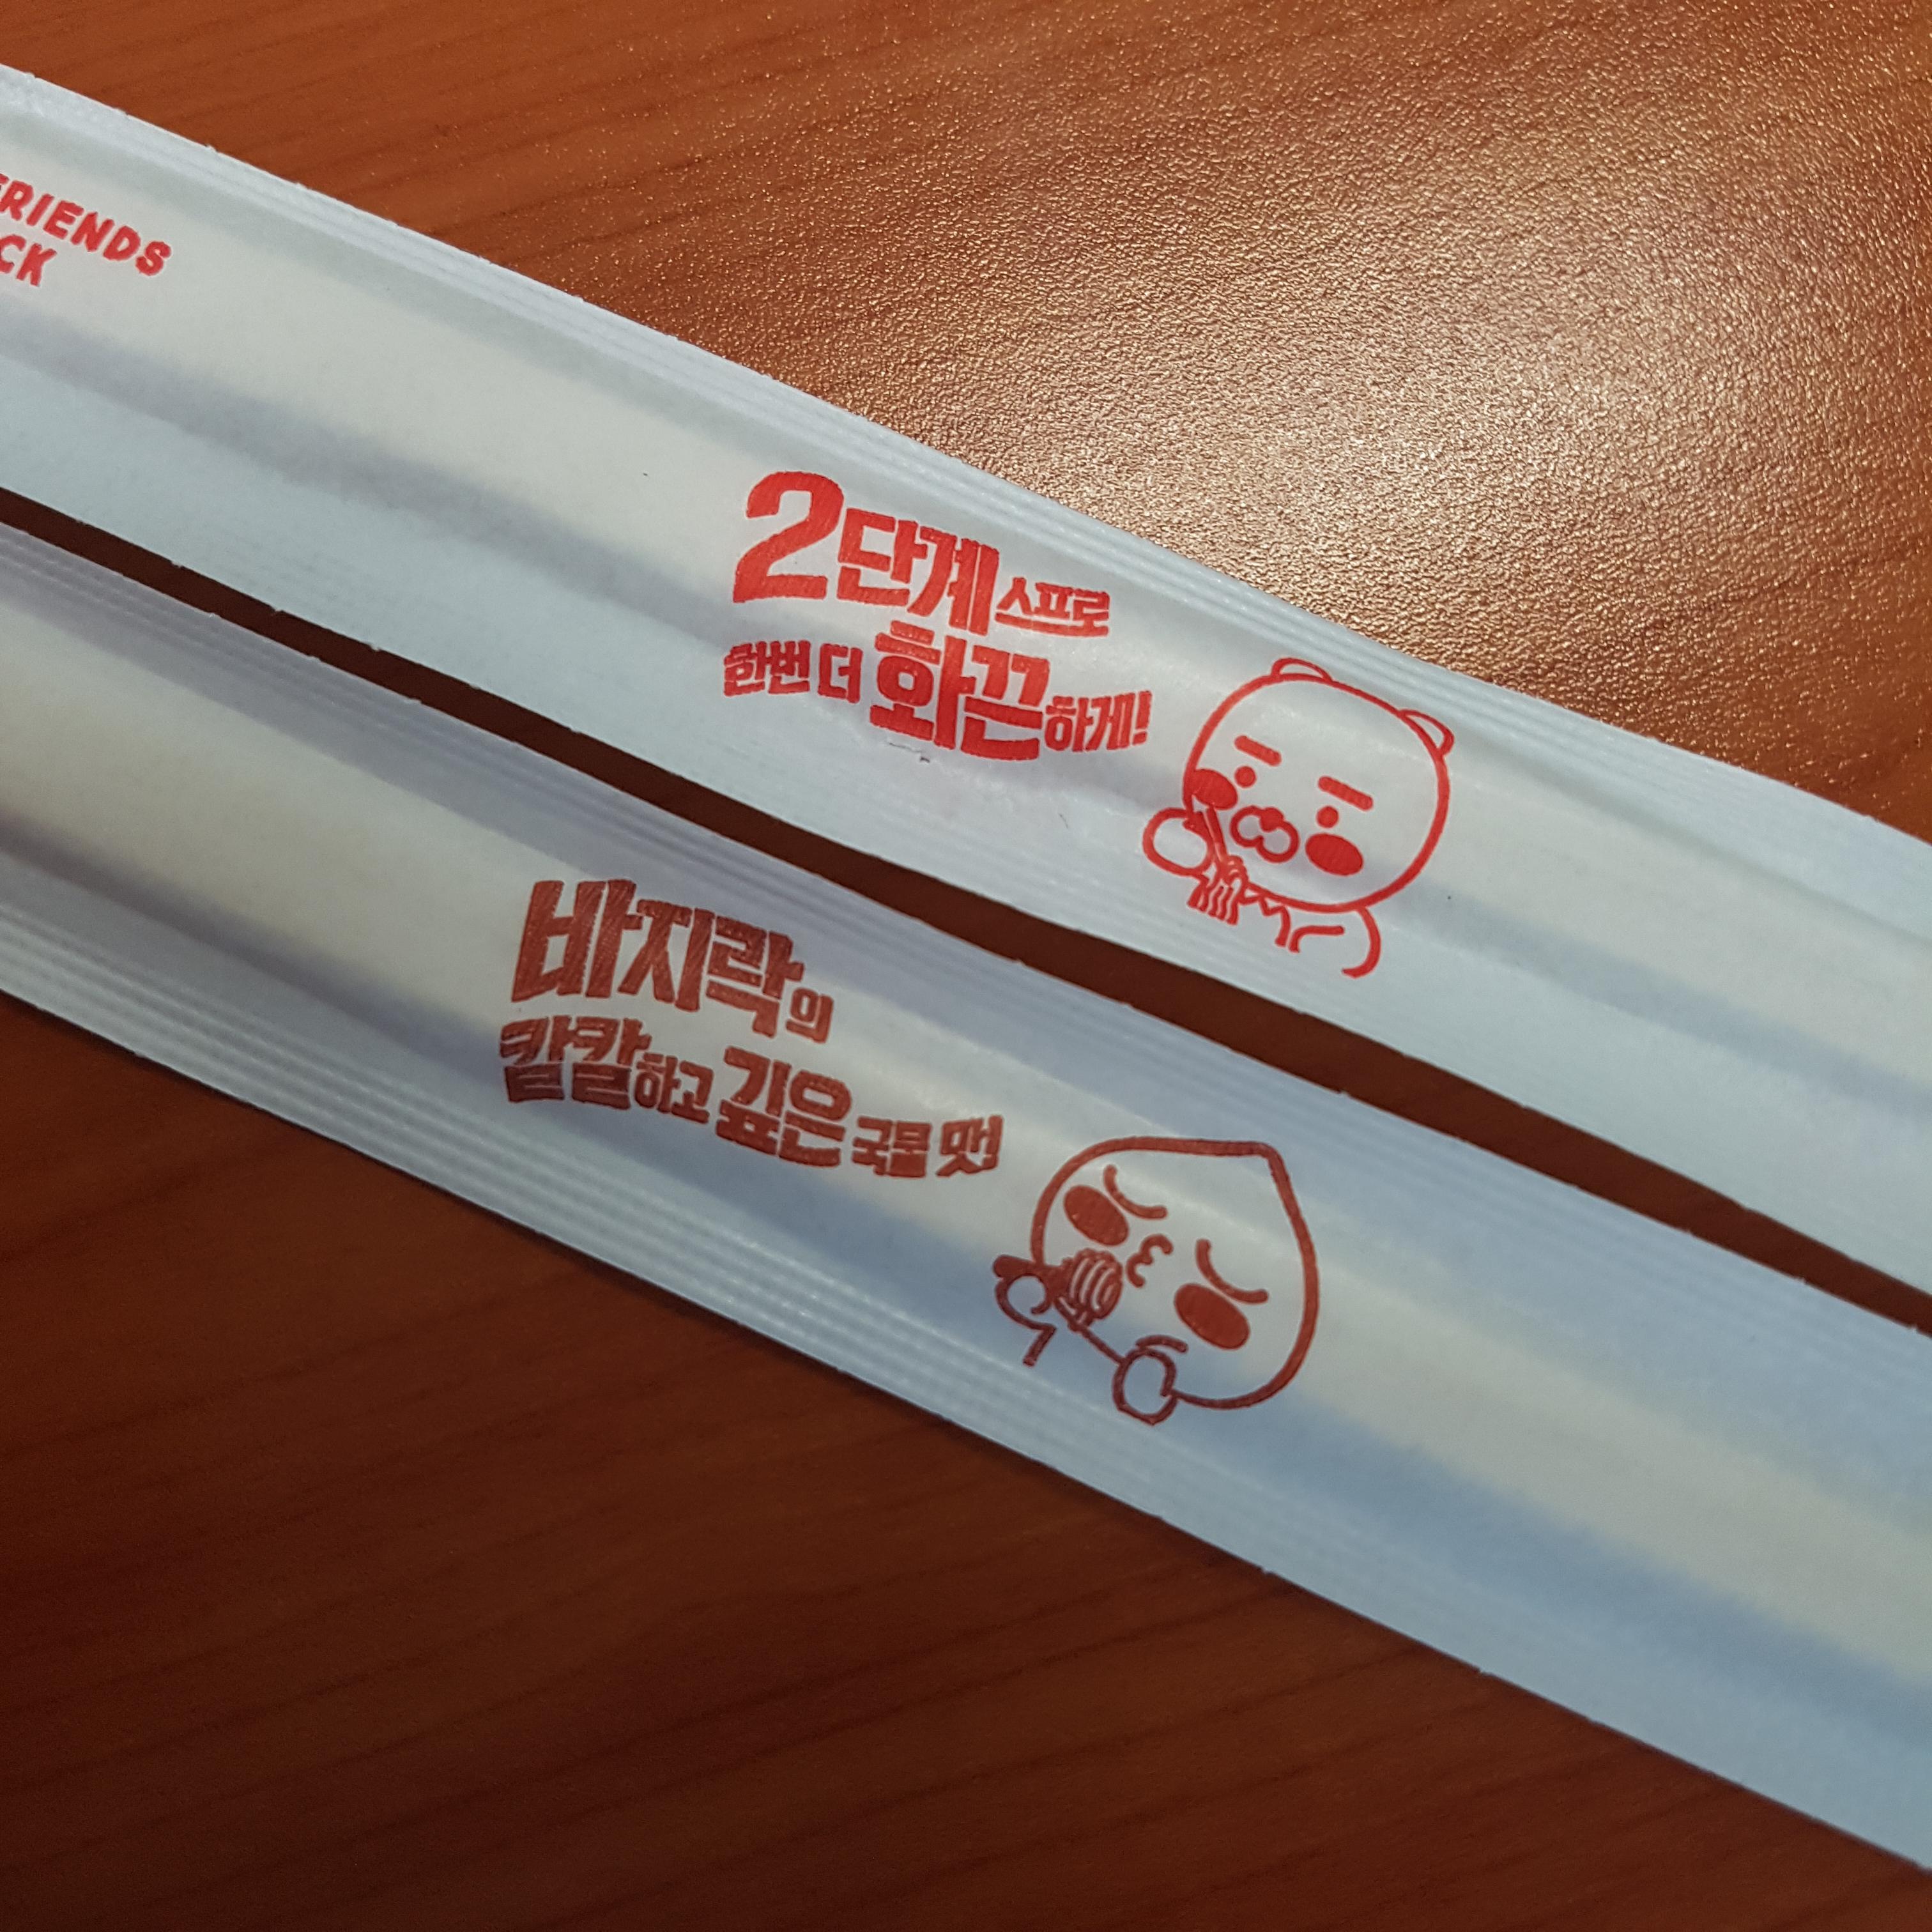 FRIENDS
CK
2단계 스프로
한번 더 화끈하게!
바지락의
칼칼하고 깊은 국물 맛!